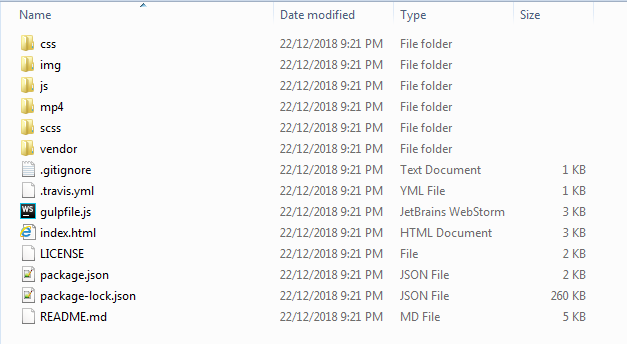 Name Date modified Type Size
css 22/12/2018 9:21 PM File folder
img 22/12/2018 9:21 PM File folder
js 22/12/2018 9:21 PM File folder
mp4 22/12/2018 9:21 PM File folder
scss 22/12/2018 9:21 PM File folder
vendor 22/12/2018 9:21 PM File folder
.gitignore 22/12/2018 9:21 PM Text Document 1 KB
.travis.yml 22/12/2018 9:21 PM YML File 1 KB
WS gulpfile.js 22/12/2018 9:21 PM JetBrains WebStorm 3 KB
index.html 22/12/2018 9:21 PM HTML Document 3 KB
LICENSE 22/12/2018 9:21 PM File 2 KB
package.json 22/12/2018 9:21 PM JSON File 2 KB
package-lock.json 22/12/2018 9:21 PM JSON File 260 KB
README.md 22/12/2018 9:21 PM MD File 5 KB